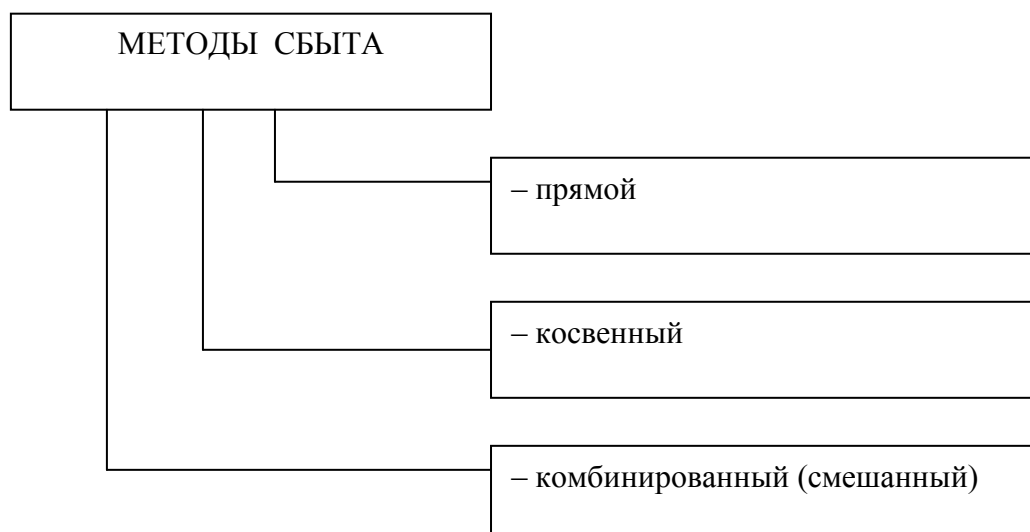 МЕТОДЫ СБЫТА
– прямой
– косвенный
– комбинированный (смешанный)